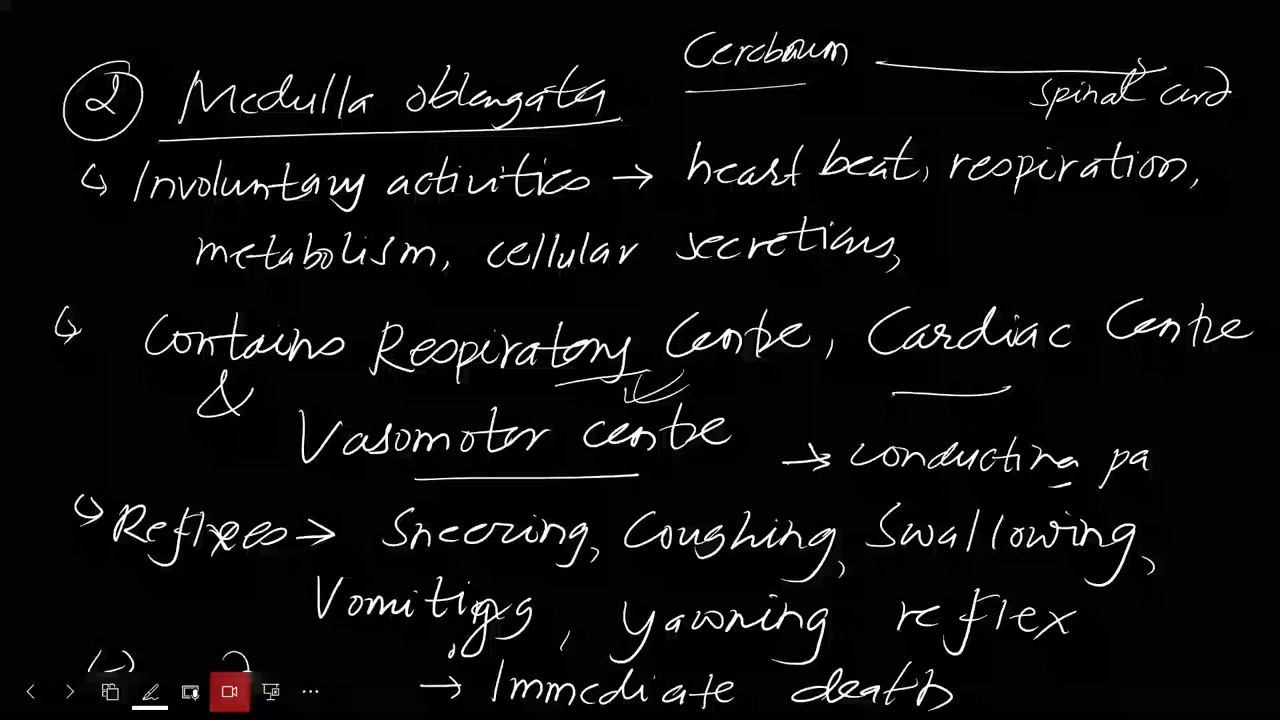 Cerebrum → Spinal cord
② Medulla oblongata
↳ Involuntary activities → heart beat, respiration,
metabolism, cellular secretions,
↳ Contains Respiratory Centre, Cardiac Centre
& Vasomotor centre
→ conducting pa
↳ Reflexes → Sneezing, Coughing, Swallowing,
Vomiting, yawning reflex
→ Immediate death